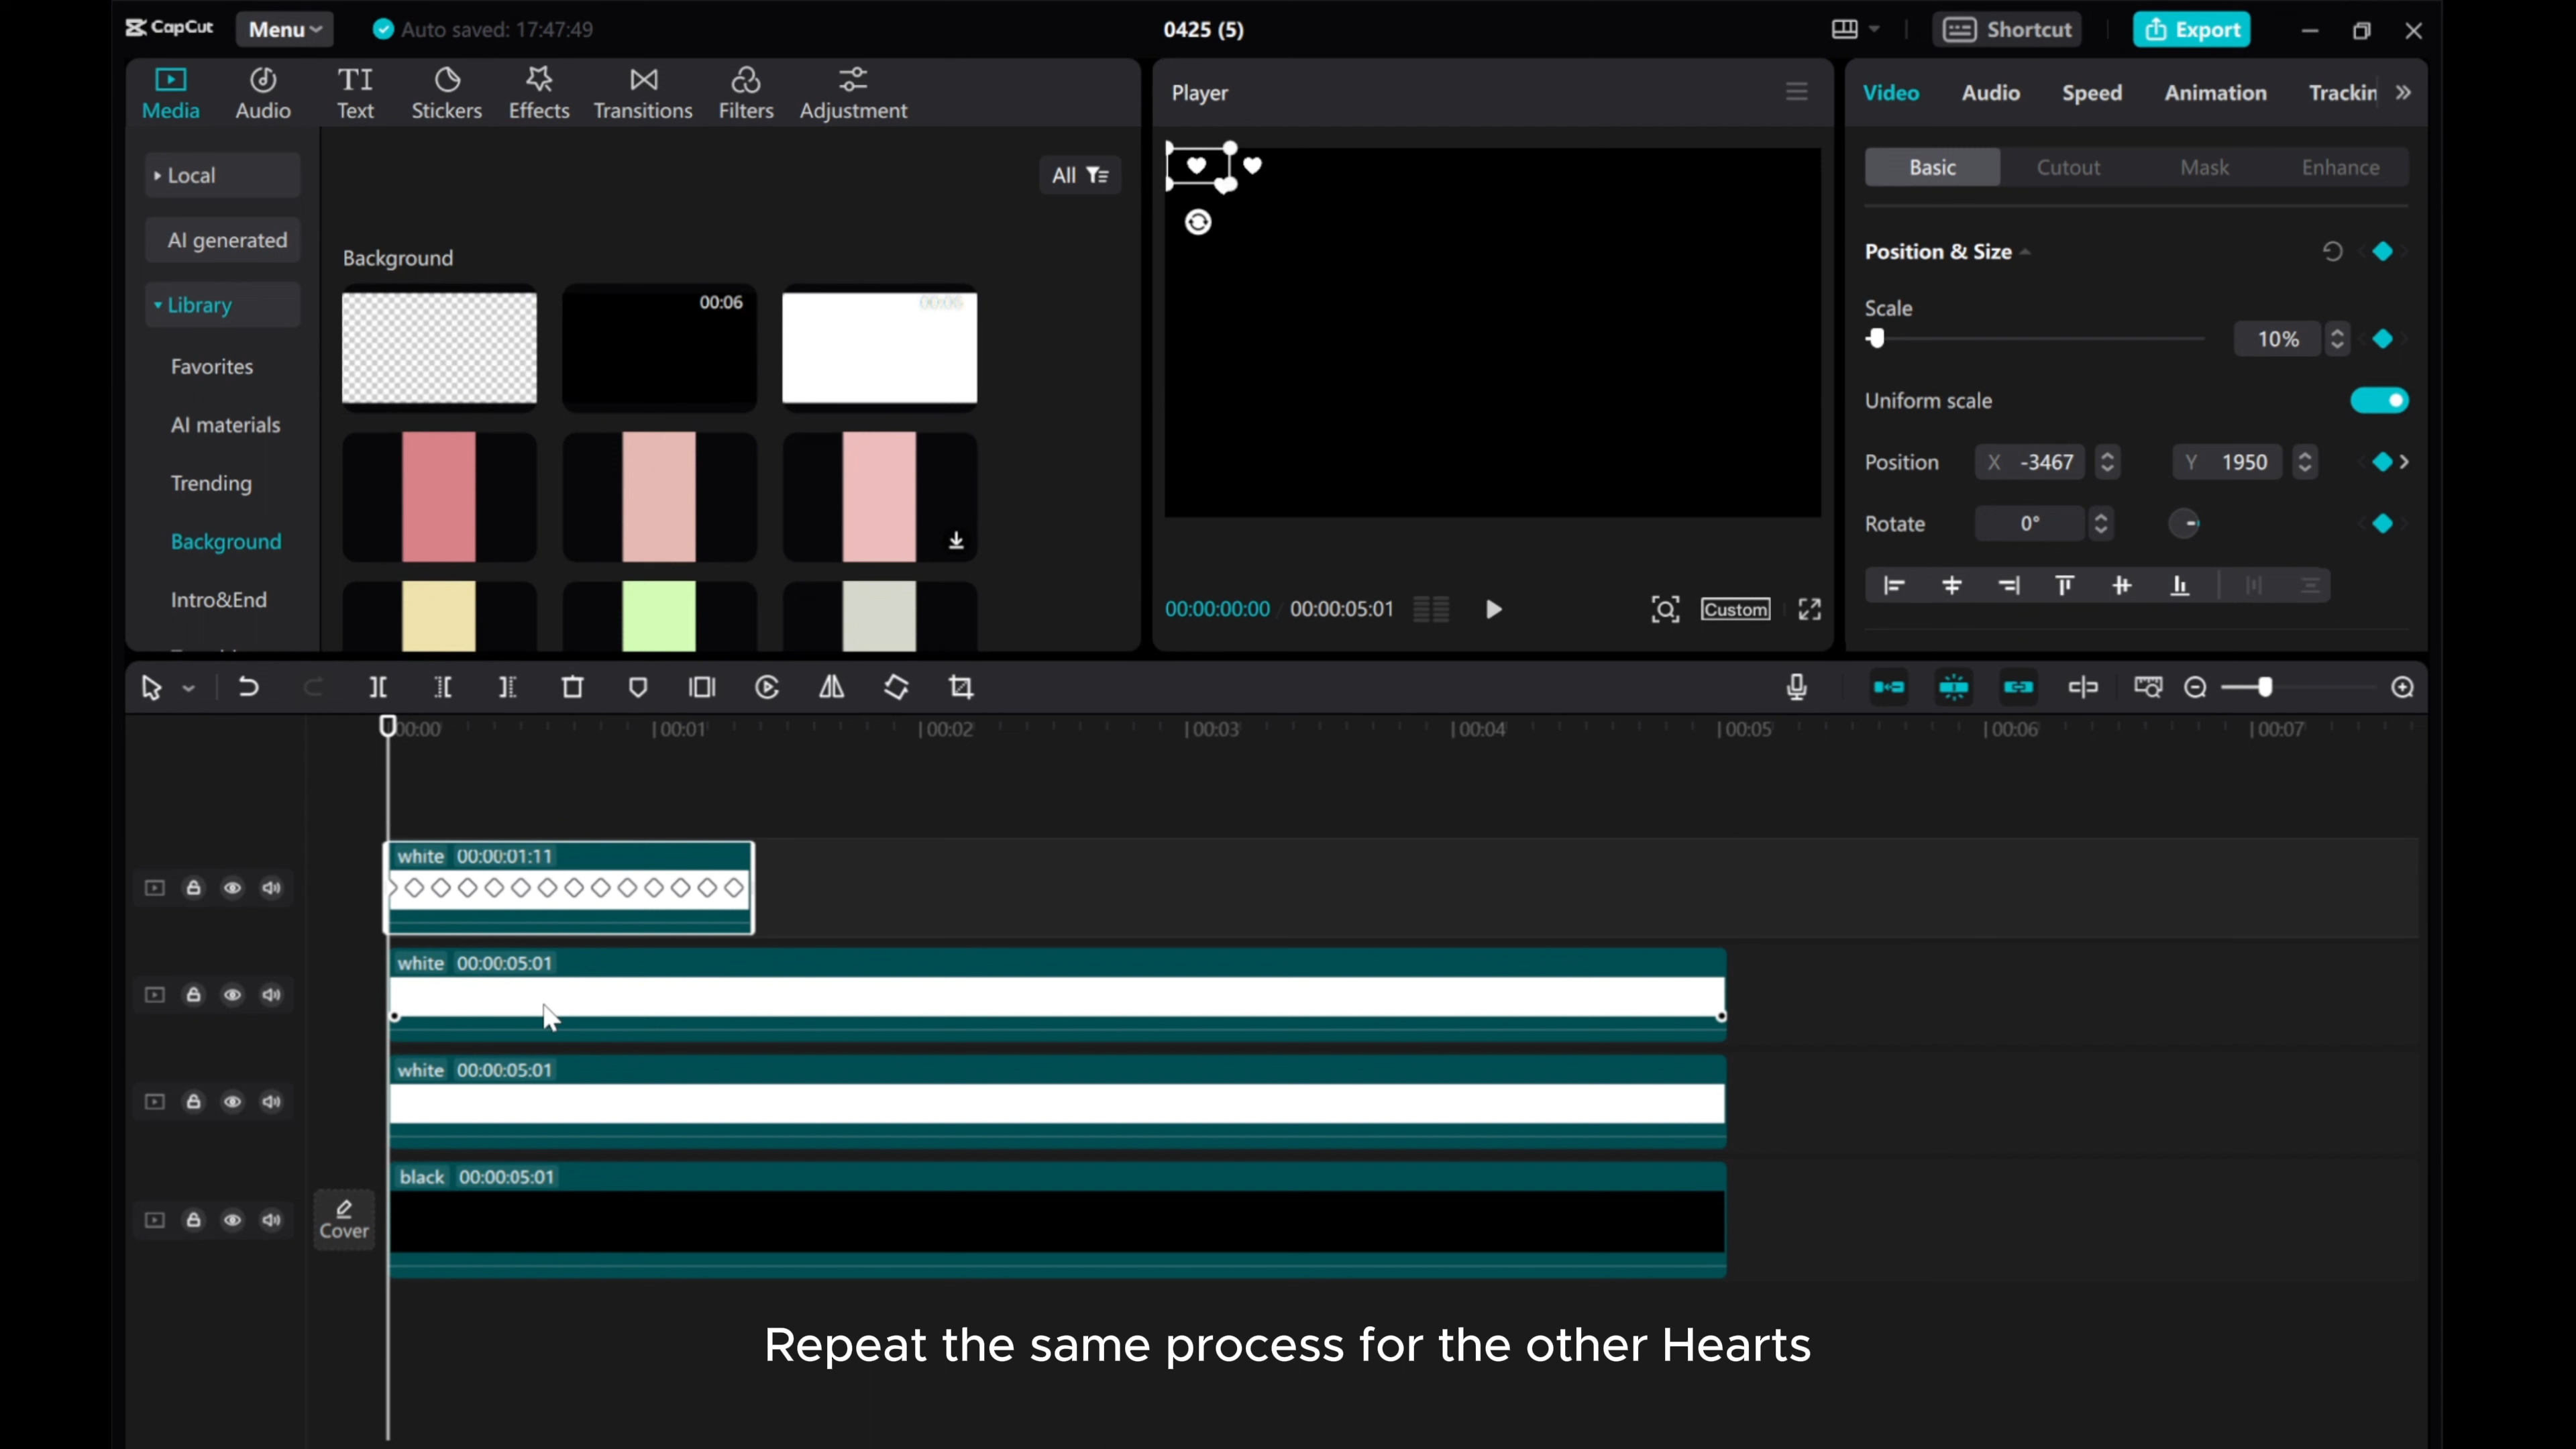 CapCut
Menu
Auto saved: 17:47:49
0425 (5)
Shortcut
Export
Media
Audio
Text
Stickers
Effects
Transitions
Filters
Adjustment
Local
AI generated
Library
Favorites
AI materials
Trending
Background
Intro&End
All
Background
00:06
00:06
Player
00:00:00:00
00:00:05:01
Custom
Video
Audio
Speed
Animation
Trackin
Basic
Cutout
Mask
Enhance
Position & Size
Scale
10%
Uniform scale
Position X -3467 Y 1950
Rotate 0°
00:00
00:01
00:02
00:03
00:04
00:05
00:06
00:07
white 00:00:01:11
white 00:00:05:01
white 00:00:05:01
black 00:00:05:01
Cover
Repeat the same process for the other Hearts